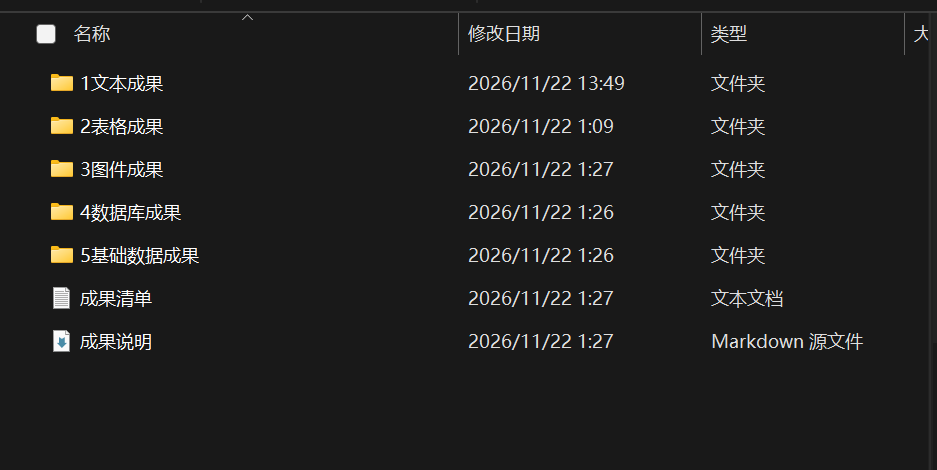 名称 修改日期 类型 大
1文本成果 2026/11/22 13:49 文件夹
2表格成果 2026/11/22 1:09 文件夹
3图件成果 2026/11/22 1:27 文件夹
4数据库成果 2026/11/22 1:26 文件夹
5基础数据成果 2026/11/22 1:26 文件夹
成果清单 2026/11/22 1:27 文本文档
成果说明 2026/11/22 1:27 Markdown 源文件